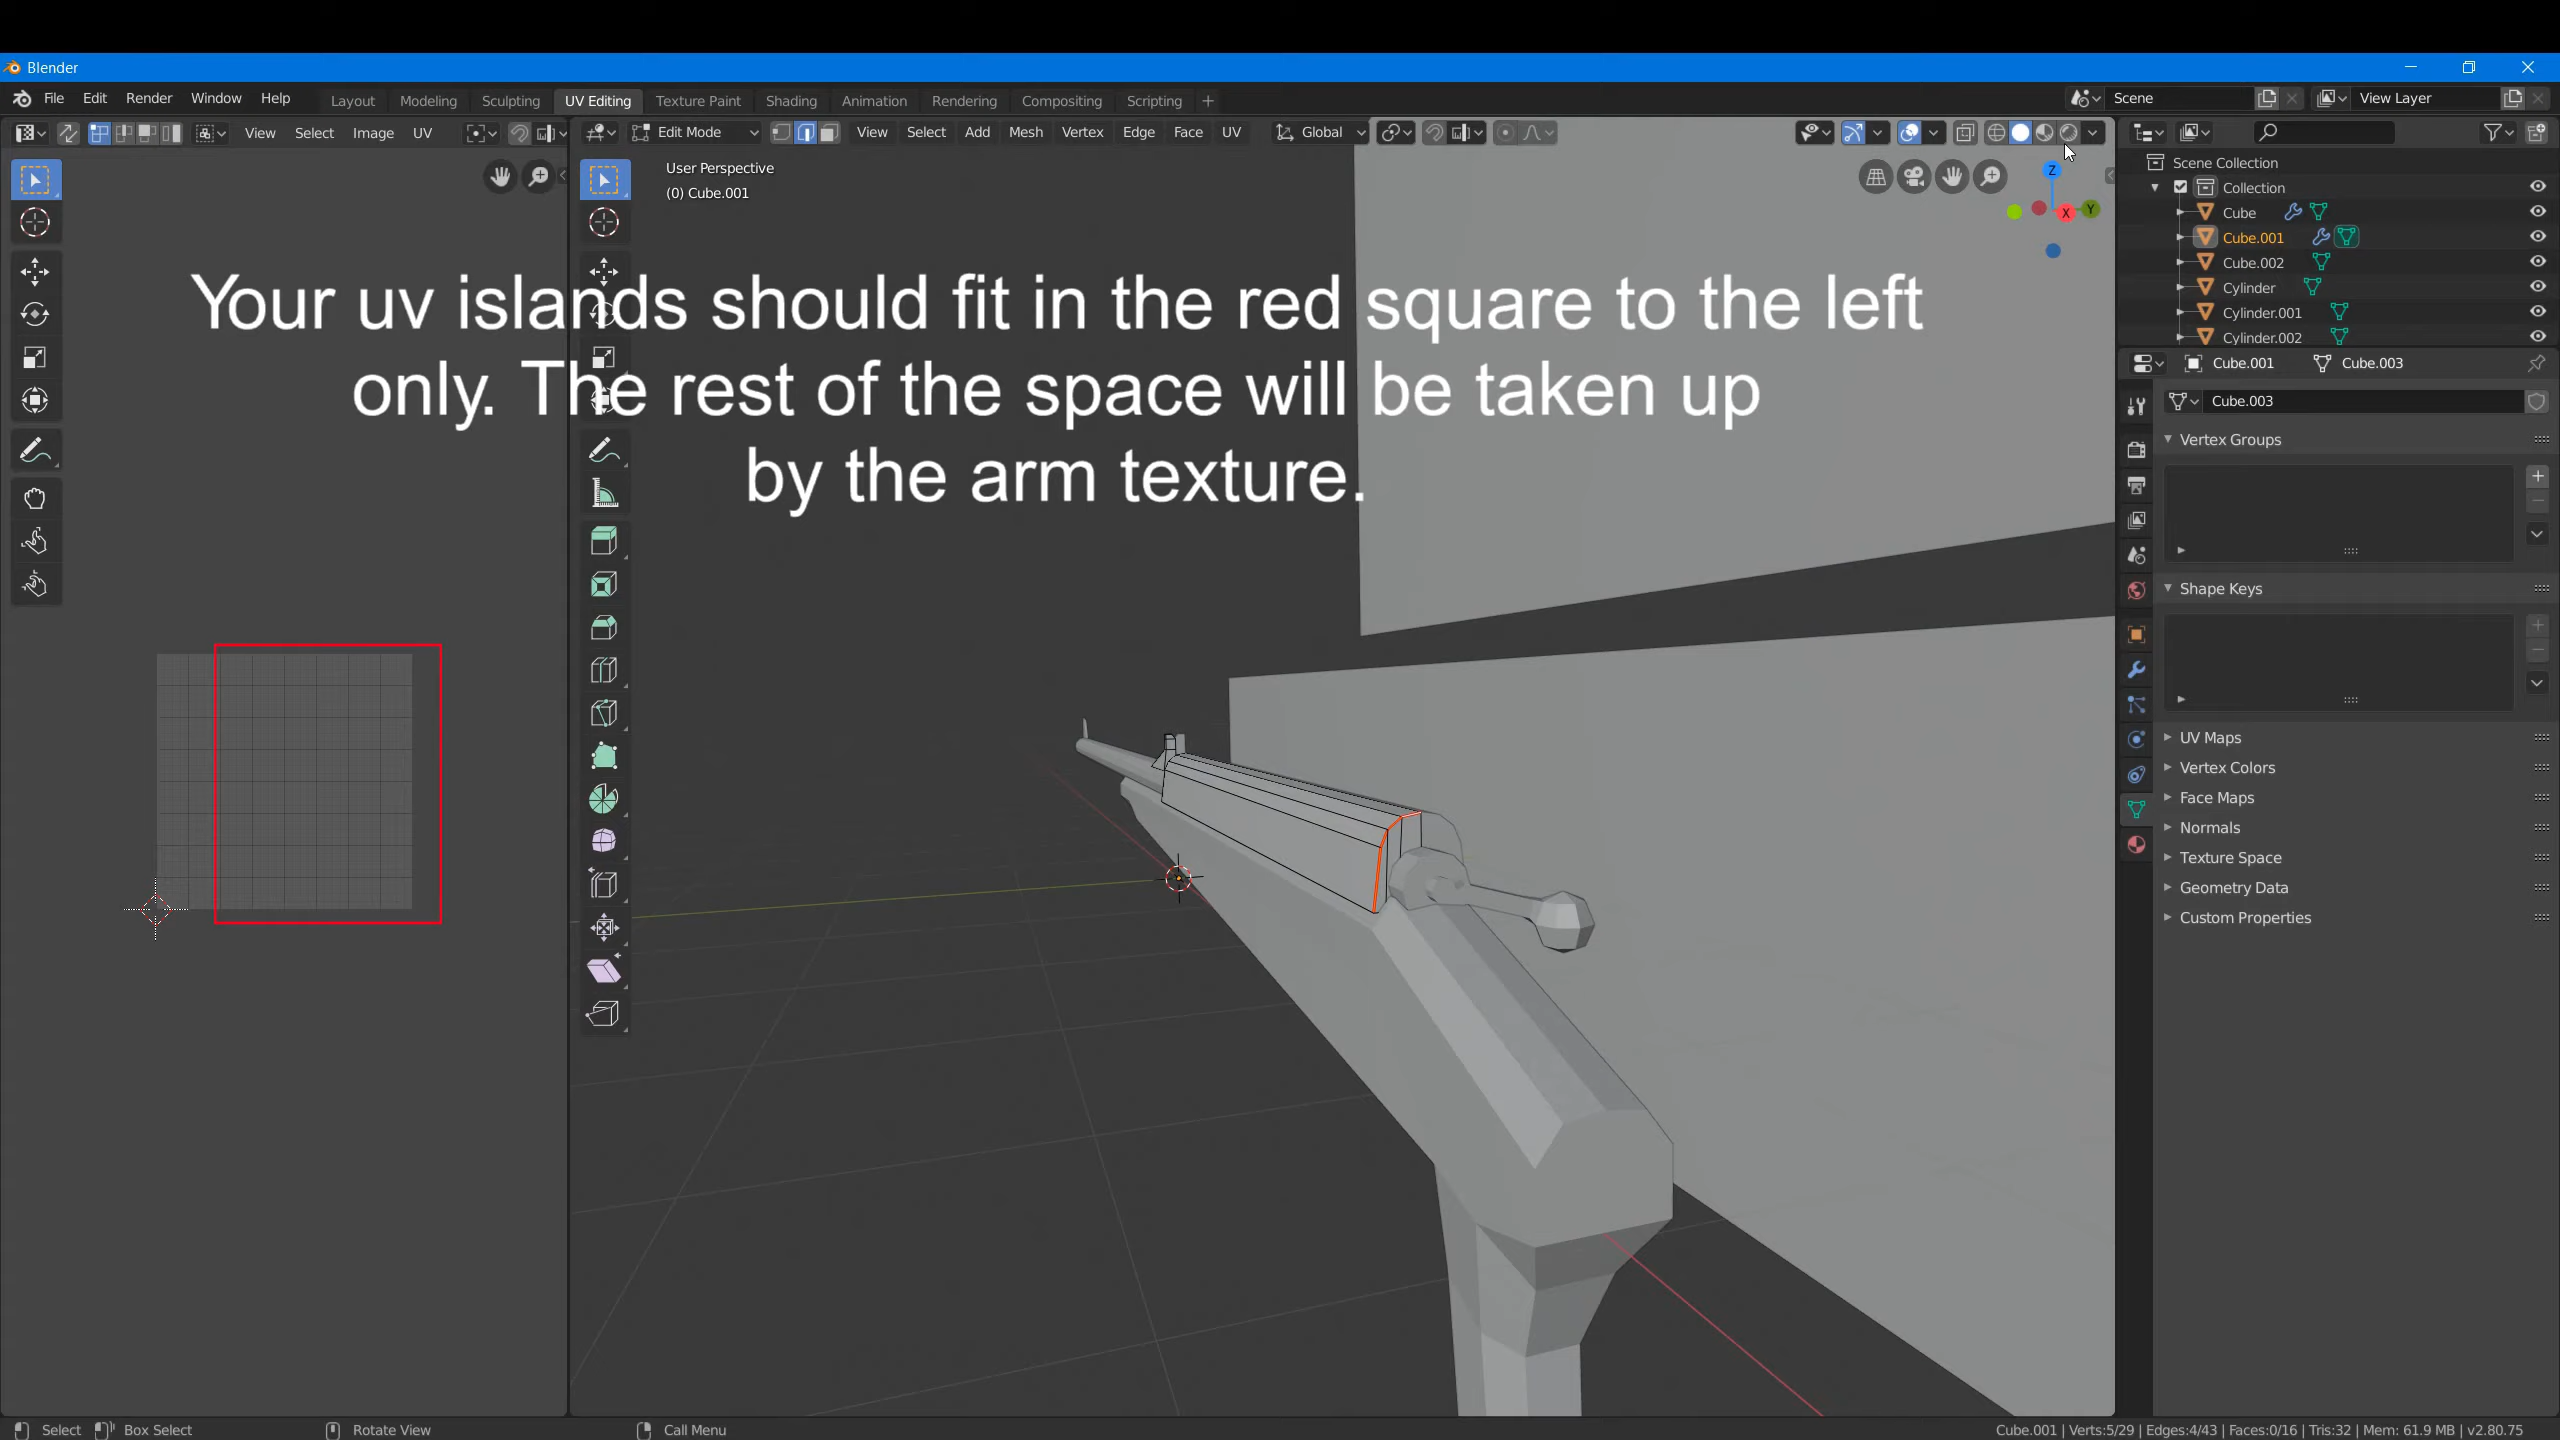 Blender
File Edit Render Window Help Layout Modeling Sculpting UV Editing Texture Paint Shading Animation Rendering Compositing Scripting + Scene View Layer
View Select Image UV Edit Mode View Select Add Mesh Vertex Edge Face UV Global
User Perspective
(0) Cube.001
Z
X
Y
Your uv islands should fit in the red square to the left
only. The rest of the space will be taken up
by the arm texture.
Scene Collection
Collection
Cube
Cube.001
Cube.002
Cylinder
Cylinder.001
Cylinder.002
Cube.001 Cube.003
Cube.003
Vertex Groups
Shape Keys
UV Maps
Vertex Colors
Face Maps
Normals
Texture Space
Geometry Data
Custom Properties
Select Box Select Rotate View Call Menu Cube.001 | Verts:5/29 | Edges:4/43 | Faces:0/16 | Tris:32 | Mem: 61.9 MB | v2.80.75